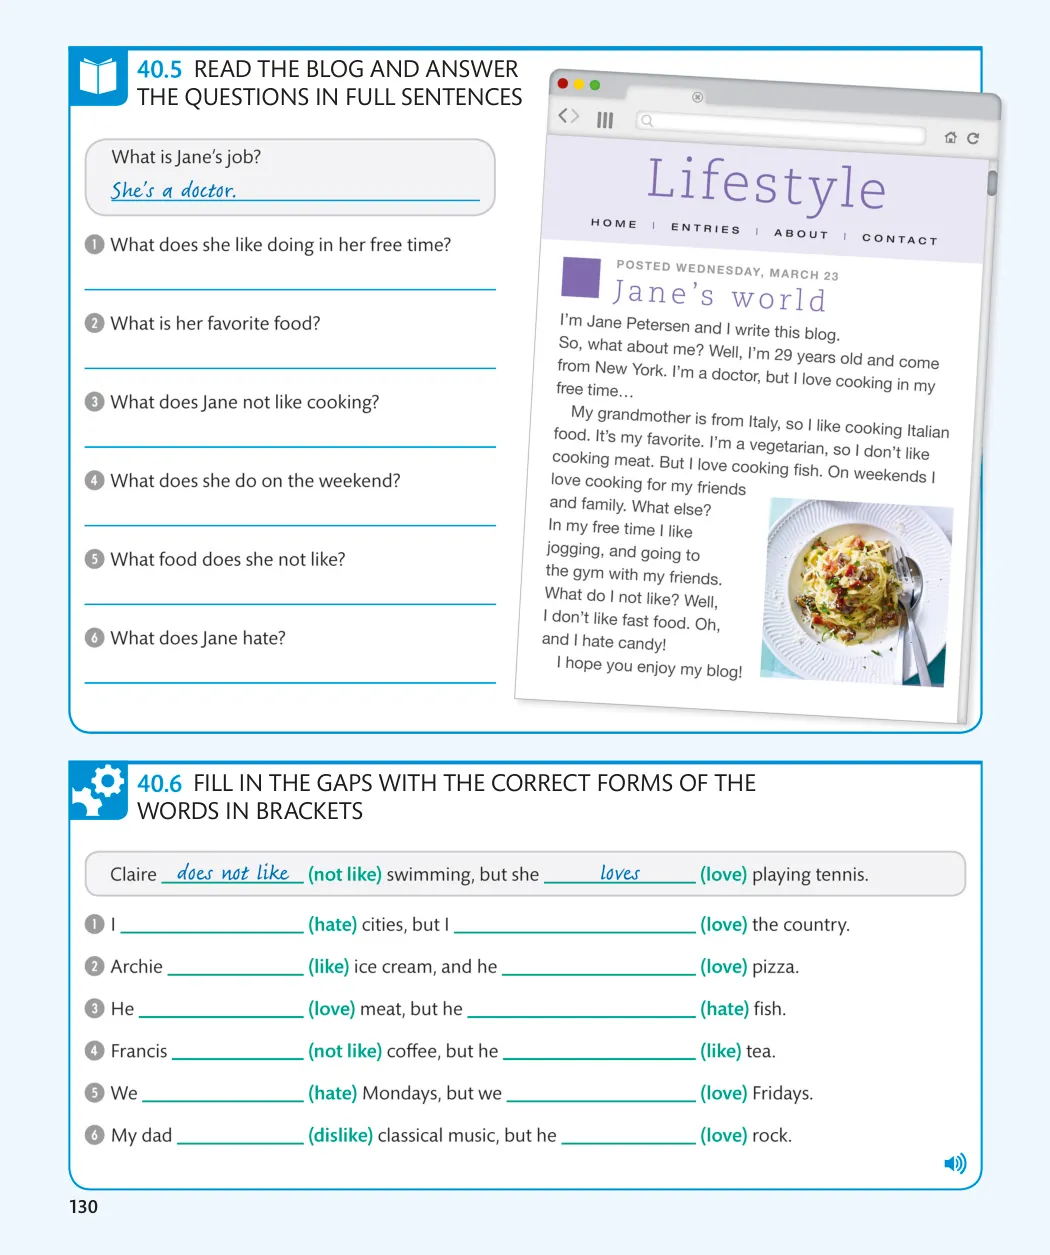 40.5 READ THE BLOG AND ANSWER
THE QUESTIONS IN FULL SENTENCES
What is Jane's job?
She's a doctor.
1 What does she like doing in her free time?
2 What is her favorite food?
3 What does Jane not like cooking?
4 What does she do on the weekend?
5 What food does she not like?
6 What does Jane hate?
Lifestyle
HOME | ENTRIES | ABOUT | CONTACT
POSTED WEDNESDAY, MARCH 23
Jane's world
I'm Jane Petersen and I write this blog.
So, what about me? Well, I'm 29 years old and come
from New York. I'm a doctor, but I love cooking in my
free time…
My grandmother is from Italy, so I like cooking Italian
food. It's my favorite. I'm a vegetarian, so I don't like
cooking meat. But I love cooking fish. On weekends I
love cooking for my friends
and family. What else?
In my free time I like
jogging, and going to
the gym with my friends.
What do I not like? Well,
I don't like fast food. Oh,
and I hate candy!
I hope you enjoy my blog!
40.6 FILL IN THE GAPS WITH THE CORRECT FORMS OF THE
WORDS IN BRACKETS
Claire does not like (not like) swimming, but she loves (love) playing tennis.
1 I ____ (hate) cities, but I ____ (love) the country.
2 Archie ____ (like) ice cream, and he ____ (love) pizza.
3 He ____ (love) meat, but he ____ (hate) fish.
4 Francis ____ (not like) coffee, but he ____ (like) tea.
5 We ____ (hate) Mondays, but we ____ (love) Fridays.
6 My dad ____ (dislike) classical music, but he ____ (love) rock.
130